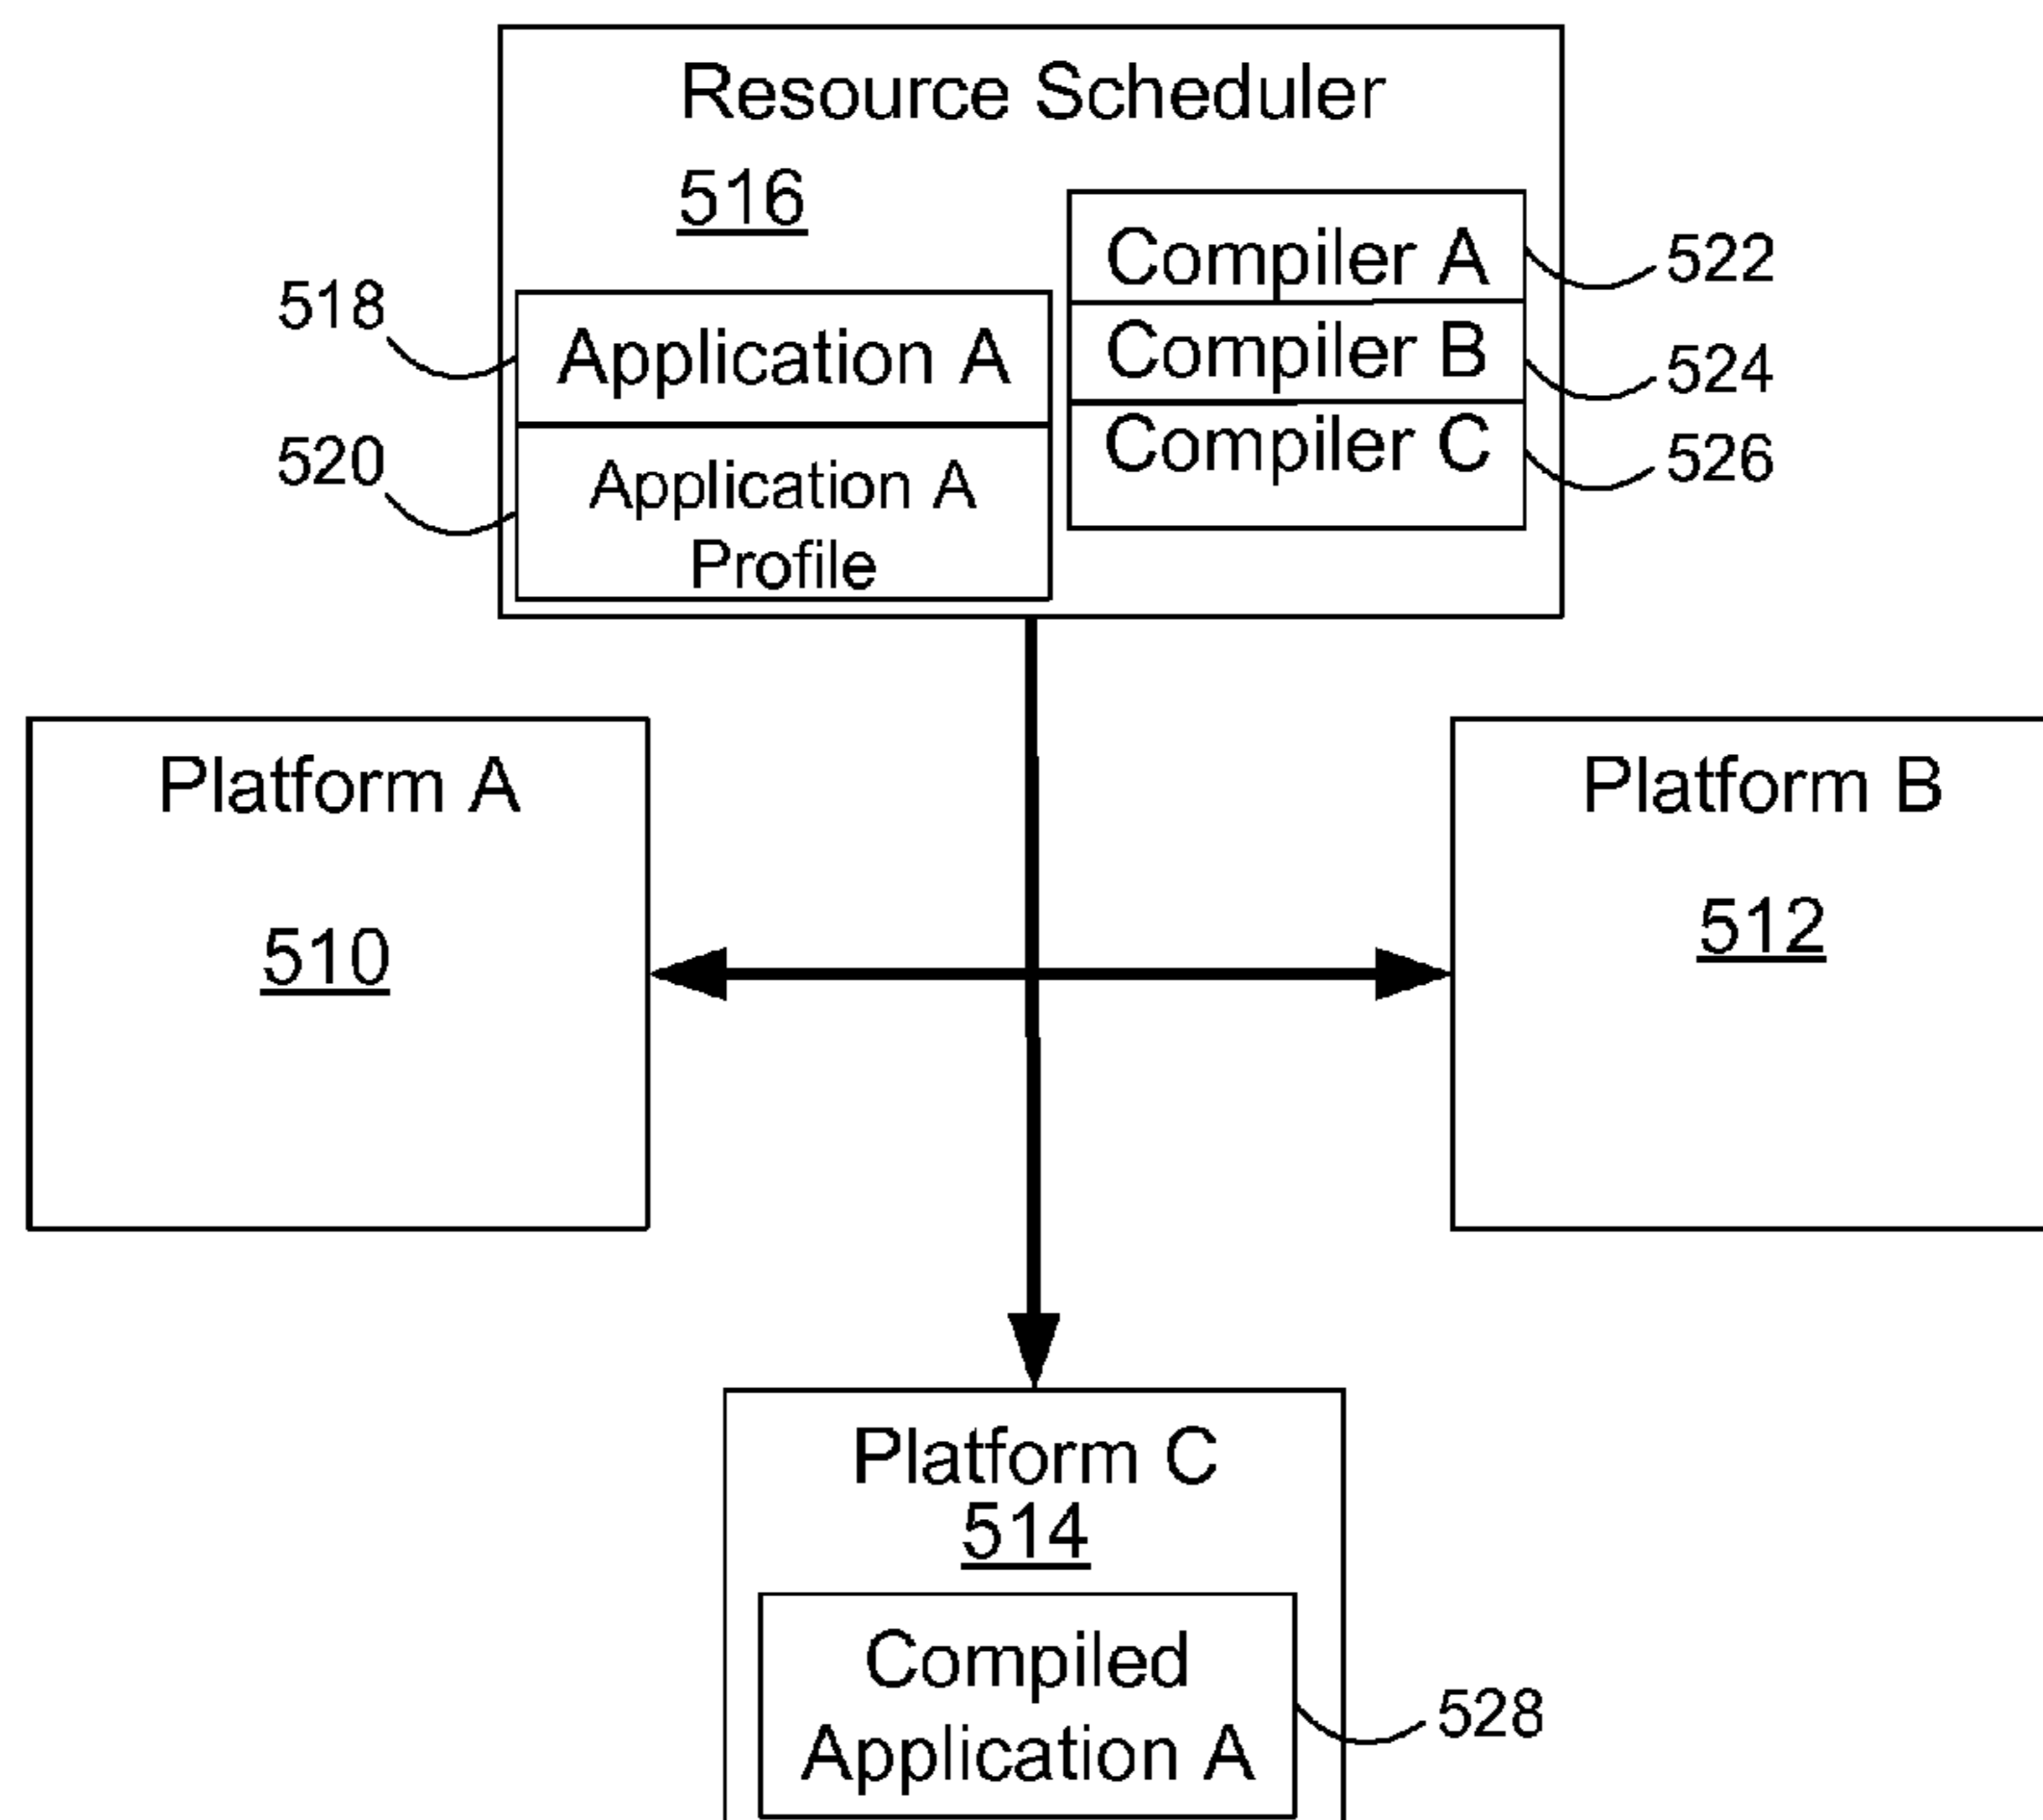 Resource Scheduler
516
Compiler A
522
518
Application A
Compiler B
524
520
Application A
Profile
Compiler C
526
Platform A
510
Platform B
512
Platform C
514
Compiled
Application A
528